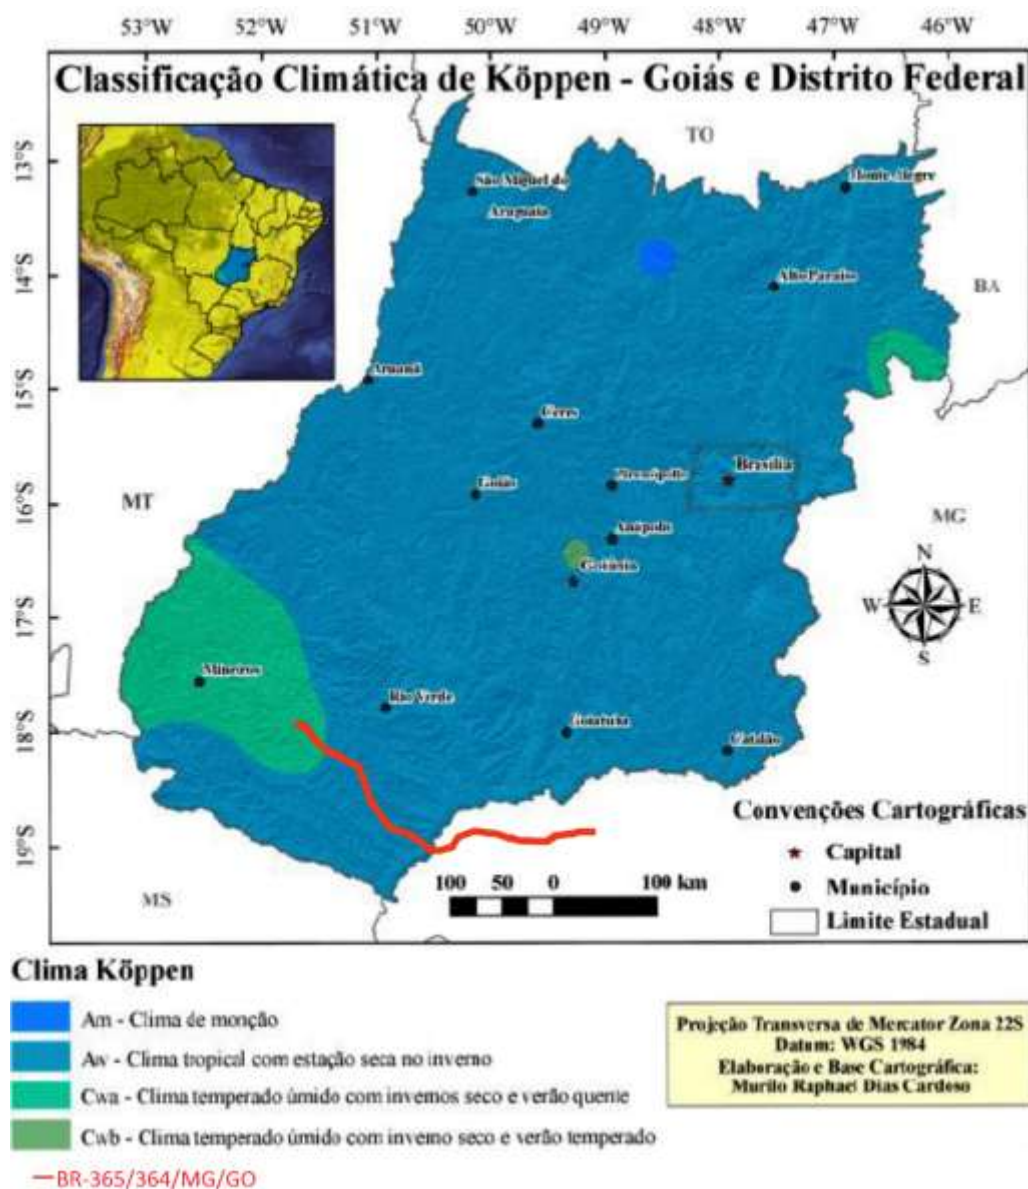 53°W 52°W 51°W 50°W 49°W 48°W 47°W 46°W
Classificação Climática de Köppen - Goiás e Distrito Federal
TO
13°S
São Miguel do
Araguaia
Monte Alegre
14°S
Alto Paraíso
BA
15°S
Aruanã
Ceres
Goiás
Pirenópolis
Brasília
16°S
MT
MG
Anápolis
Goiânia
N
W E
S
17°S
Mineiros
Rio Verde
Goiatuba
Catalão
18°S
Convenções Cartográficas
19°S
Capital
100 50 0 100 km
Município
MS
Limite Estadual
Clima Köppen
Am - Clima de monção
Aw - Clima tropical com estação seca no inverno
Cwa - Clima temperado úmido com invernos seco e verão quente
Cwb - Clima temperado úmido com inverno seco e verão temperado
Projeção Transversa de Mercator Zona 22S
Datum: WGS 1984
Elaboração e Base Cartográfica:
Murilo Raphael Dias Cardoso
BR-365/364/MG/GO